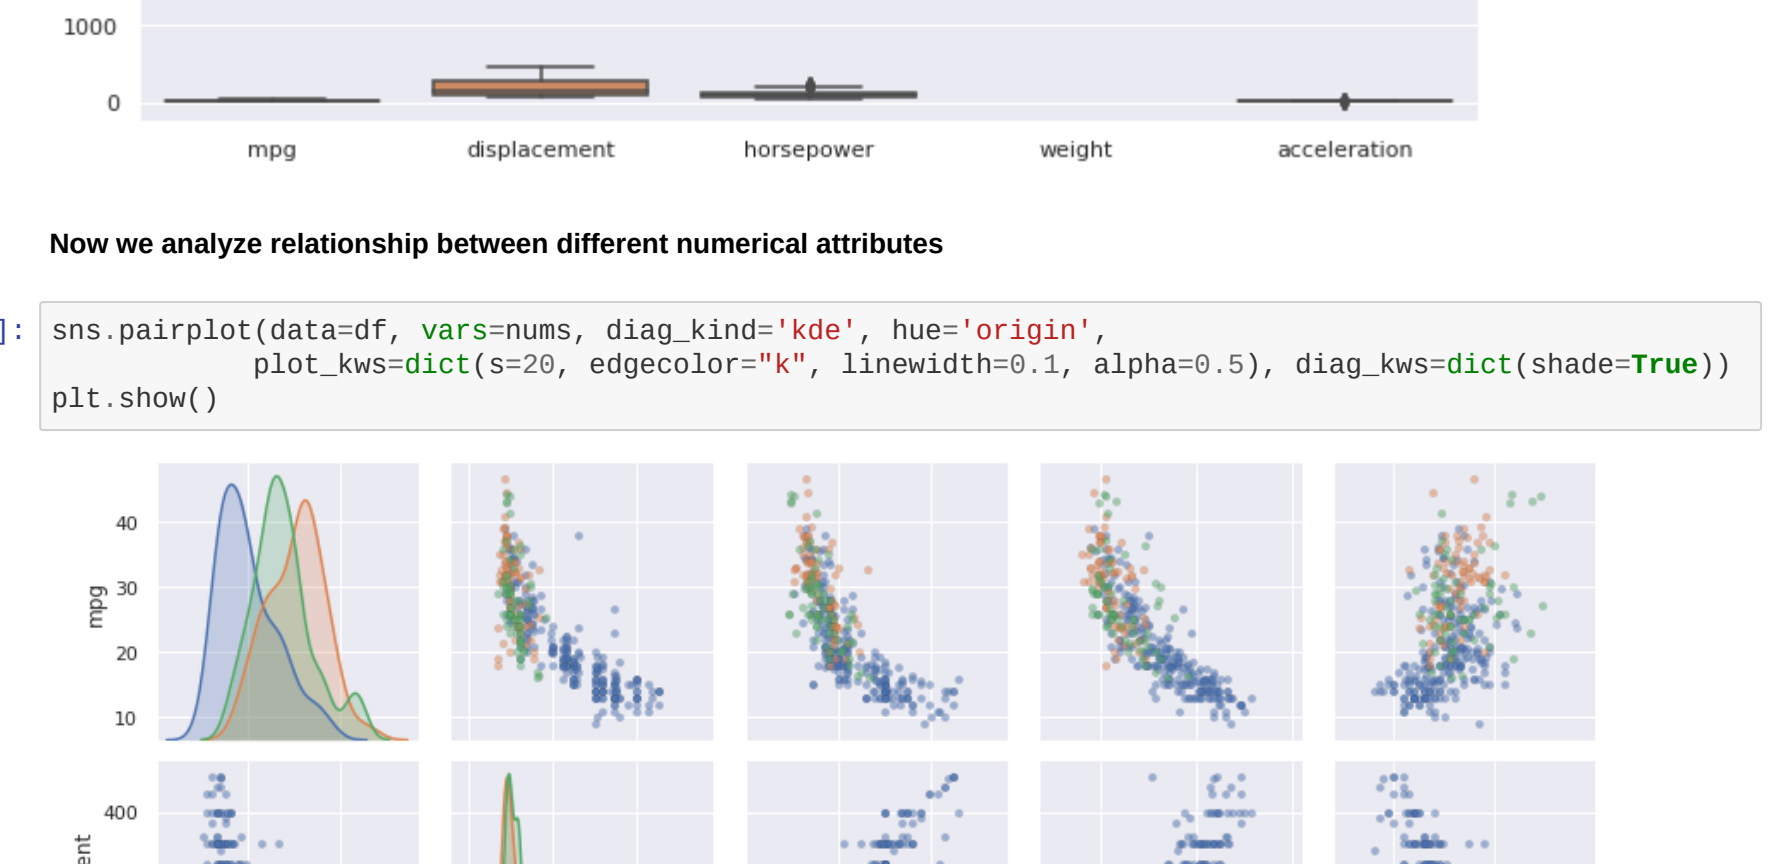 1000
0
mpg displacement horsepower weight acceleration
Now we analyze relationship between different numerical attributes
]: sns.pairplot(data=df, vars=nums, diag_kind='kde', hue='origin',
plot_kws=dict(s=20, edgecolor="k", linewidth=0.1, alpha=0.5), diag_kws=dict(shade=True))
plt.show()
40
30
mpg
20
10
400
ent